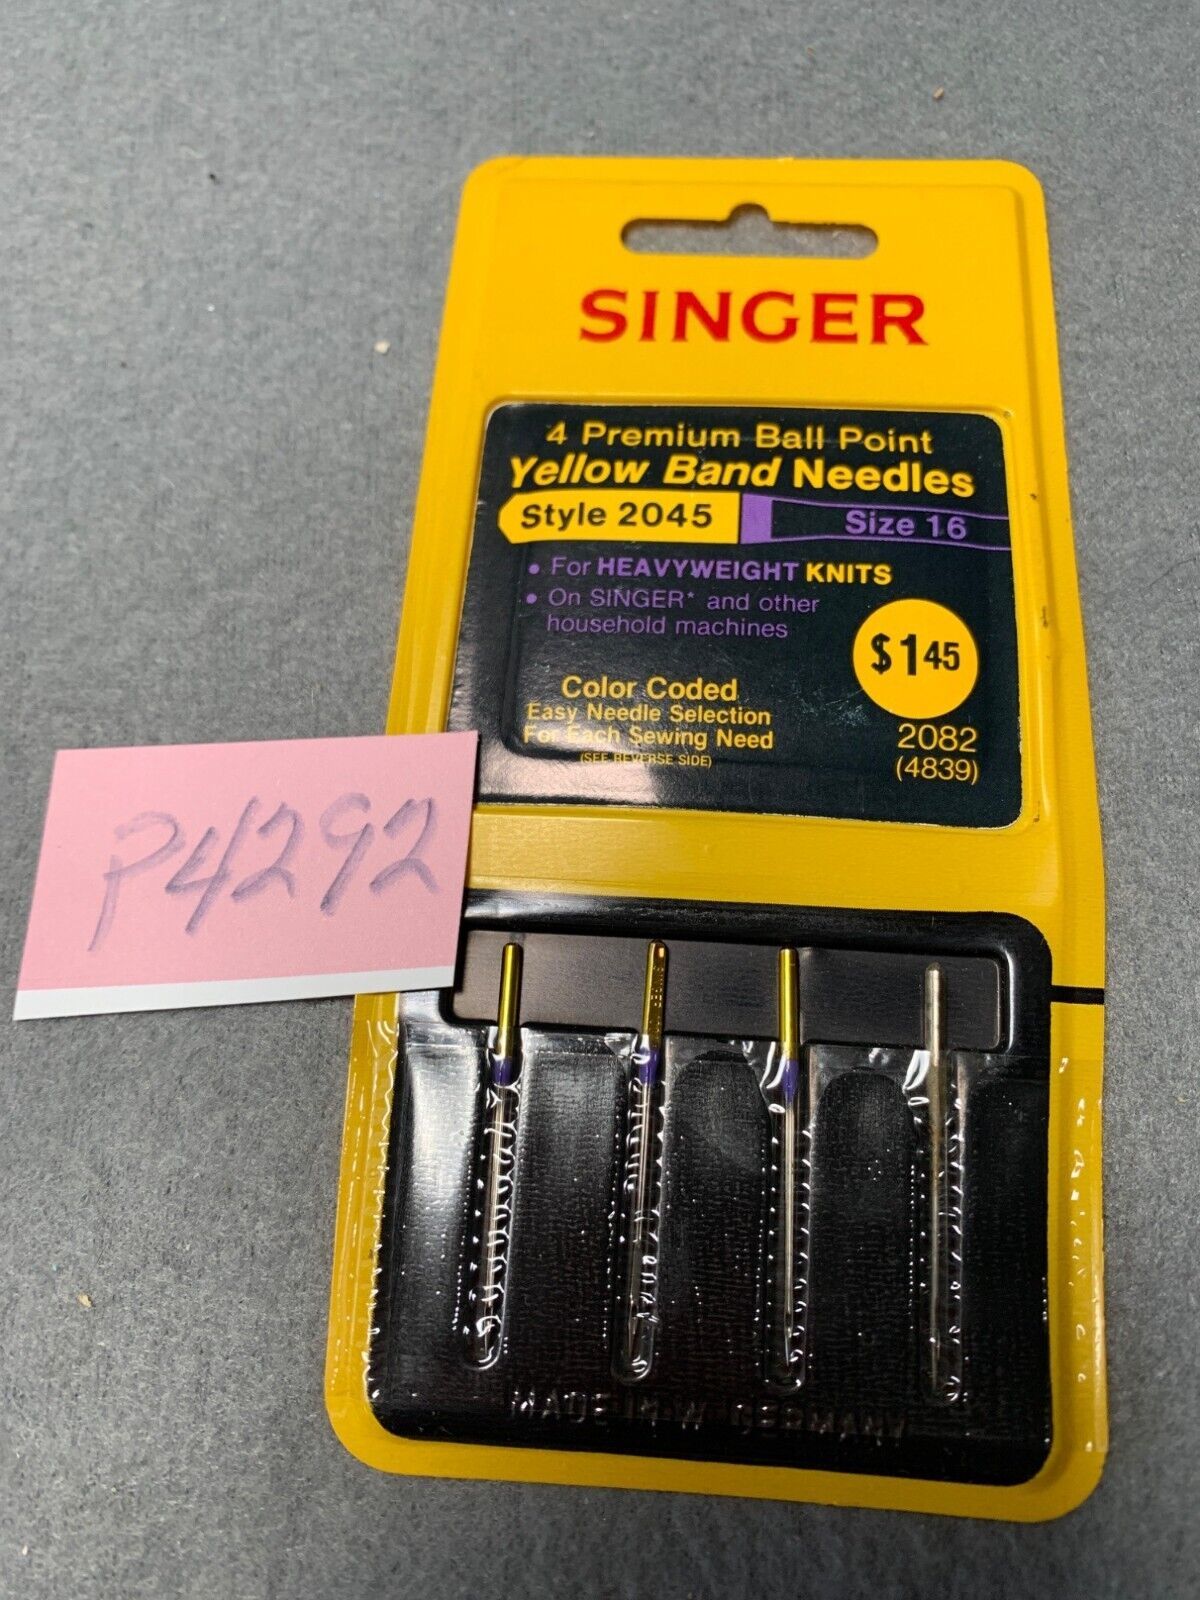 SINGER
4 Premium Ball Point
Yellow Band Needles
Style 2045 Size 16
• For HEAVYWEIGHT KNITS
• On SINGER* and other
household machines
$1 45
Color Coded
Easy Needle Selection
For Each Sewing Need
(SEE REVERSE SIDE)
2082
(4839)
P4292
SINGER
MADE IN W. GERMANY